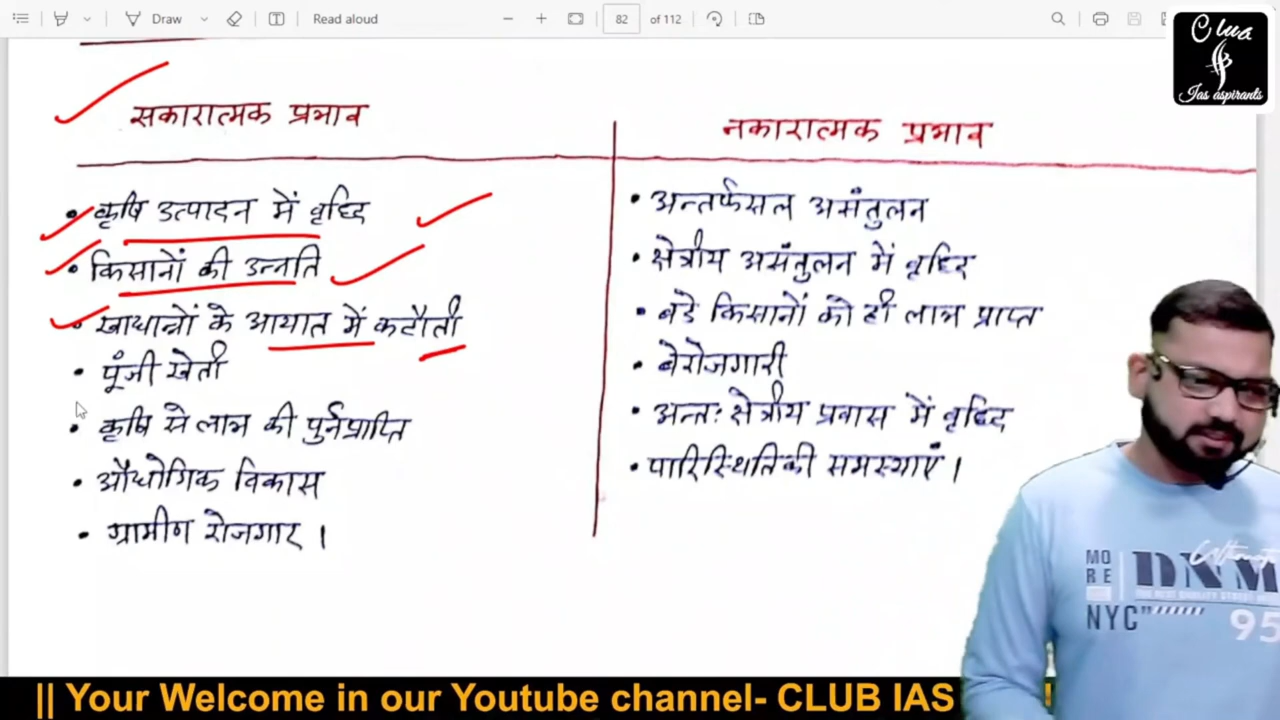 Draw
Read aloud
82 of 112
Club
Ias aspirants
सकारात्मक प्रभाव
कृषि उत्पादन में वृद्धि
किसानों की उन्नति
खाद्यान्नों के आयात में कटौती
पूंजी खेती
कृषि से लाभ की पुर्नप्राप्ति
औद्योगिक विकास
ग्रामीण रोजगार ।
नकारात्मक प्रभाव
अन्तर्फसल असंतुलन
क्षेत्रीय असंतुलन में वृद्धि
बडे किसानों को ही लाभ प्राप्त
बेरोजगारी
अन्तः क्षेत्रीय प्रवास में वृद्धि
पारिस्थितिकी समस्याएं ।
MO
RE
NYC"
DNM
95
|| Your Welcome in our Youtube channel- CLUB IAS